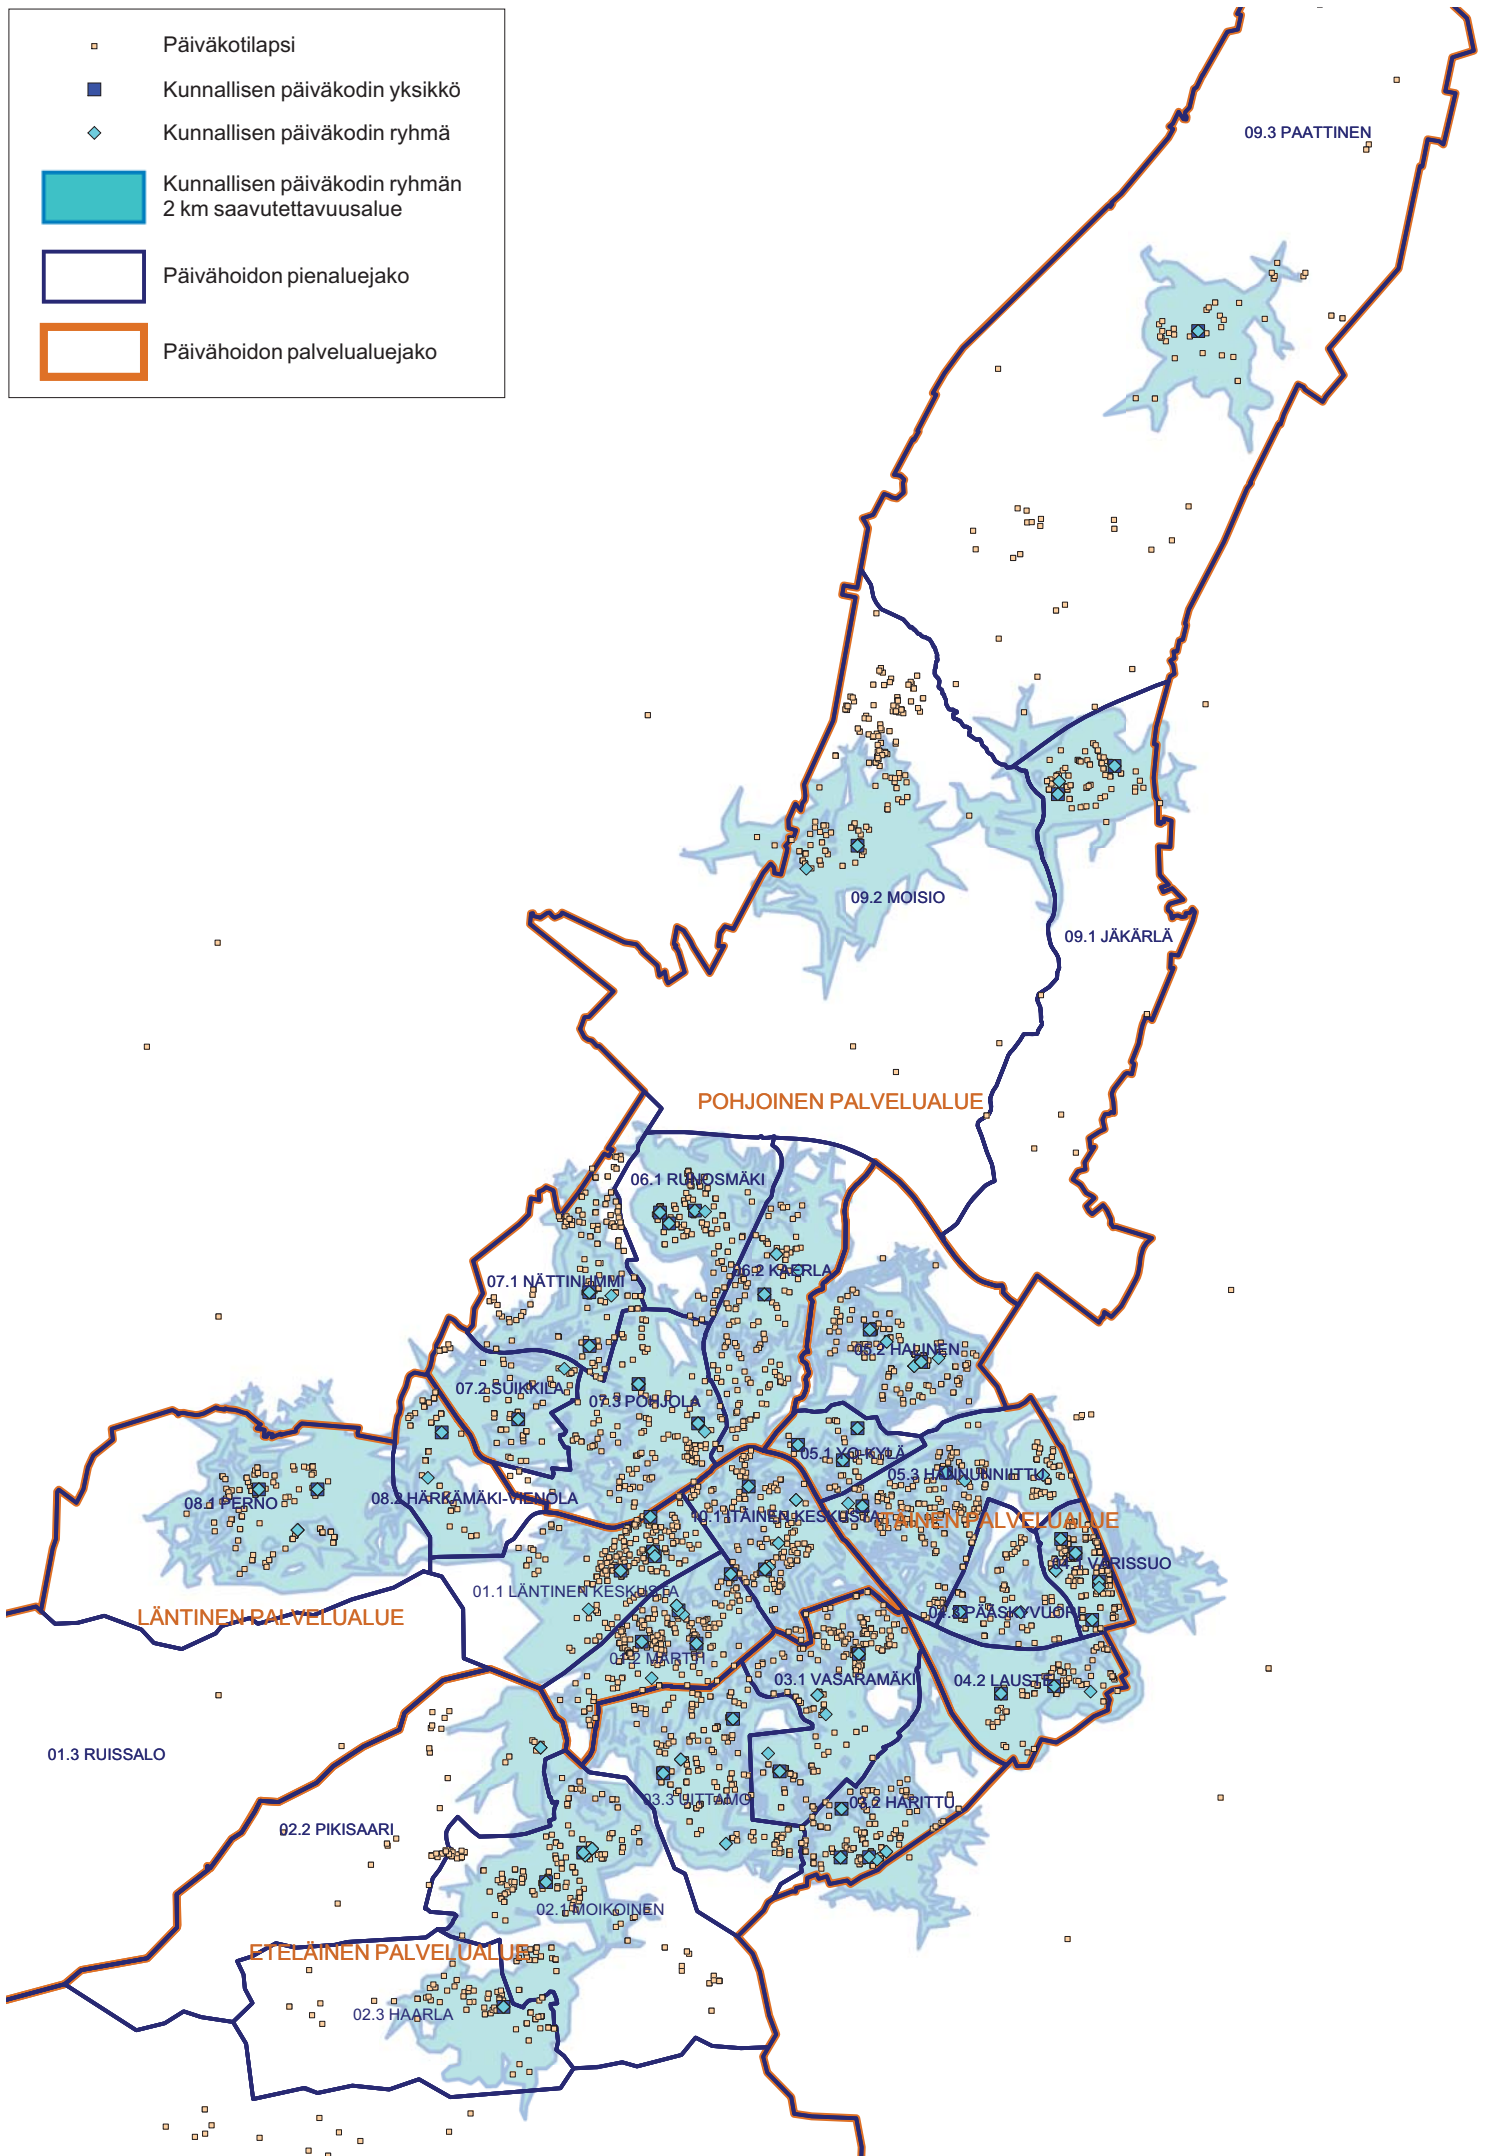 Päiväkotilapsi
Kunnallisen päiväkodin yksikkö
Kunnallisen päiväkodin ryhmä
Kunnallisen päiväkodin ryhmän
2 km saavutettavuusalue
Päivähoidon pienaluejako
Päivähoidon palvelualuejako
09.3 PAATTINEN
09.2 MOISIO
09.1 JÄKÄRLÄ
POHJOINEN PALVELUALUE
06.1 RUNOSMÄKI
06.2 KAERLA
07.1 NÄTTINUMMI
05.2 HALINEN
07.2 SUIKKILA
07.3 POHJOLA
05.1 YO-KYLÄ
05.3 HANNUNNIITTU
08.1 PERNO
08.2 HÄRKÄMÄKI-VIENOLA
10.1 ITÄINEN KESKUSTA
ITÄINEN PALVELUALUE
04.1 VARISSUO
01.1 LÄNTINEN KESKUSTA
LÄNTINEN PALVELUALUE
04.3 PÄÄSKYVUORI
01.2 MARTTI
03.1 VASARAMÄKI
04.2 LAUSTE
01.3 RUISSALO
03.3 UITTAMO
03.2 HARITTU
02.2 PIKISAARI
02.1 MOIKOINEN
ETELÄINEN PALVELUALUE
02.3 HAARLA